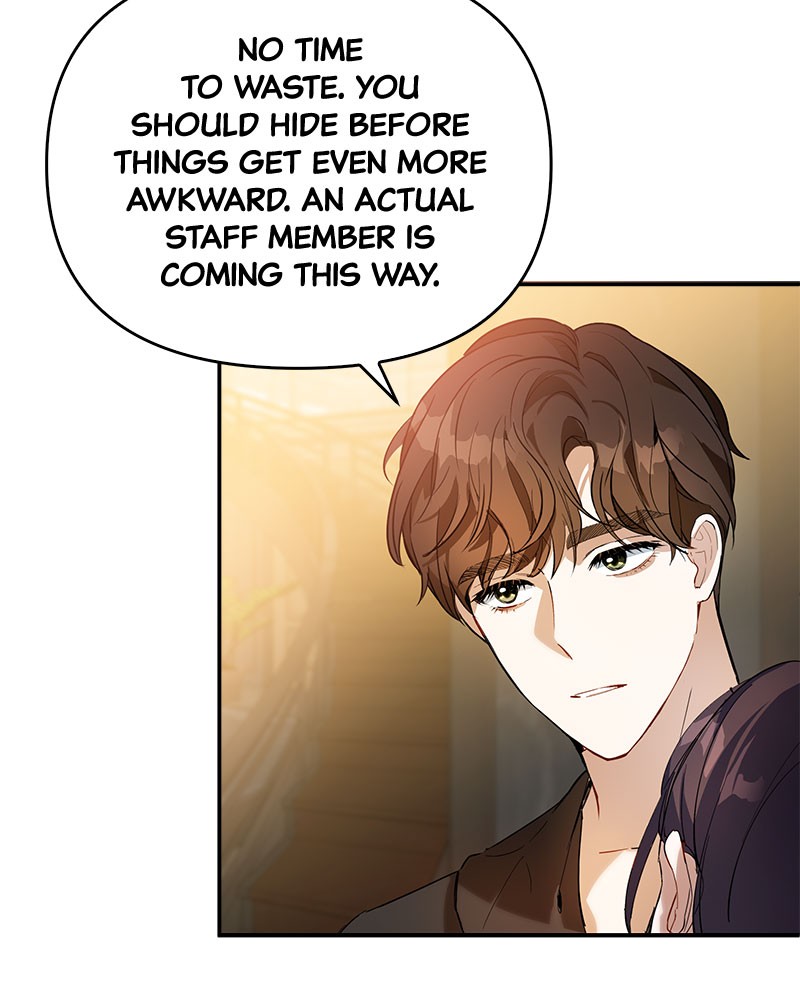 NO TIME
TO WASTE. YOU
SHOULD HIDE BEFORE
THINGS GET EVEN MORE
AWKWARD. AN ACTUAL
STAFF MEMBER IS
COMING THIS WAY.